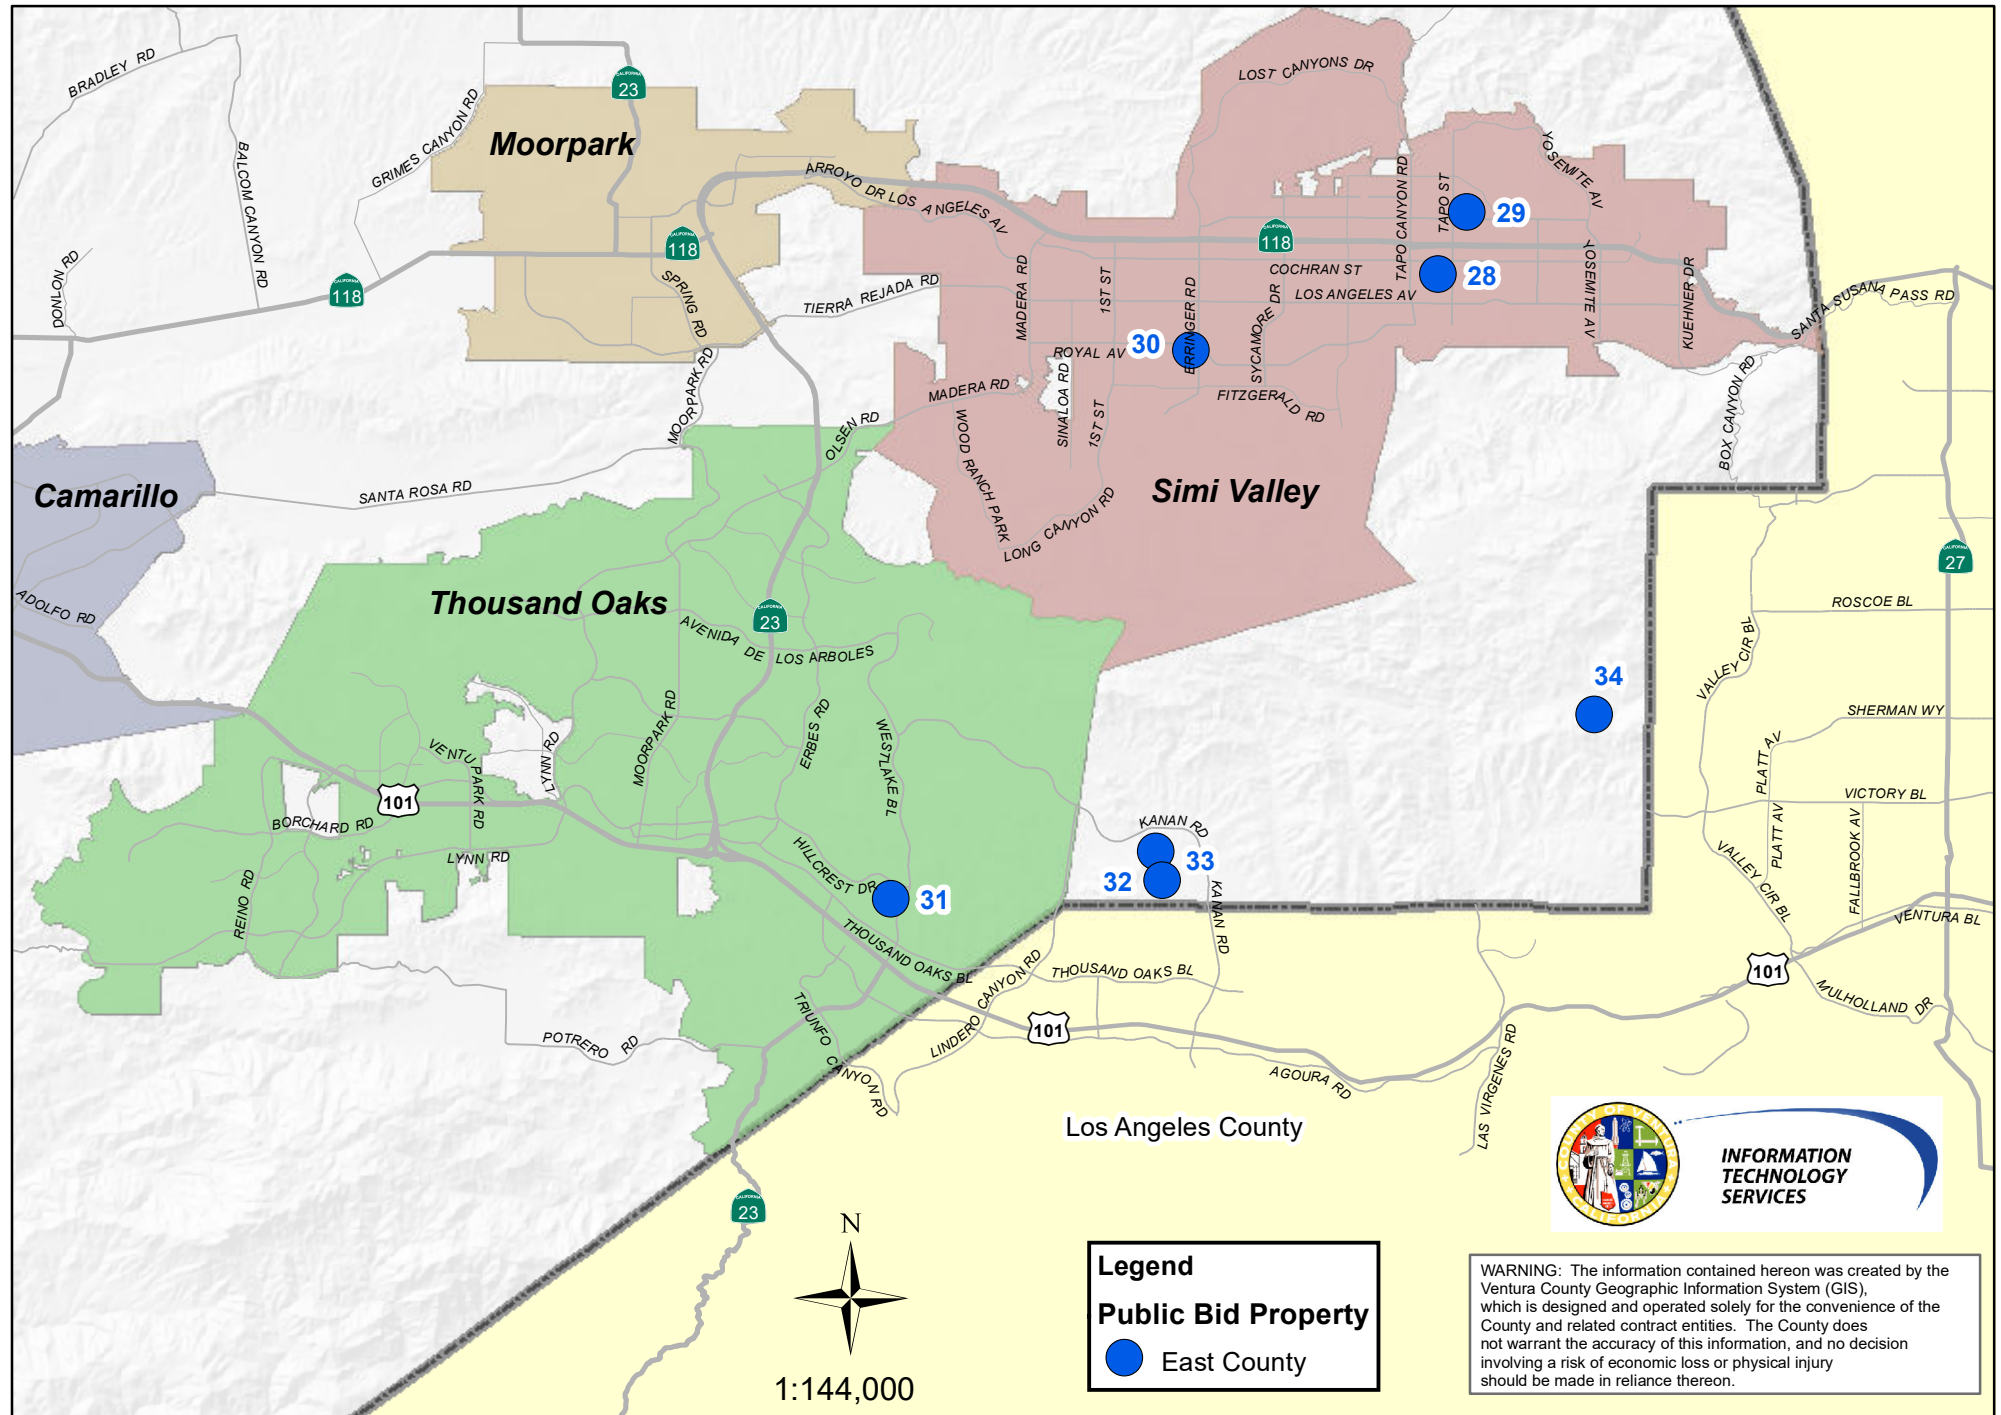 BRADLEY RD
GRIMES CANYON RD
BALCOM CANYON RD
DONLON RD
CALIFORNIA
23
Moorpark
CALIFORNIA
118
CALIFORNIA
118
SPRING RD
MOORPARK RD
TIERRA REJADA RD
ARROYO DR
LOS ANGELES AV
LOST CANYONS DR
TAPO CANYON RD
TAPO ST
YOSEMITE AV
29
CALIFORNIA
118
28
COCHRAN ST
LOS ANGELES AV
YOSEMITE AV
KUEHNER DR
SANTA SUSANA PASS RD
BOX CANYON RD
MADERA RD
1ST ST
ERRINGER RD
SYCAMORE DR
30
ROYAL AV
SINALOA RD
1ST ST
FITZGERALD RD
MADERA RD
WOOD RANCH PARK
LONG CANYON RD
OLSEN RD
Simi Valley
Camarillo
SANTA ROSA RD
ADOLFO RD
Thousand Oaks
CALIFORNIA
23
AVENIDA DE LOS ARBOLES
MOORPARK RD
ERBES RD
WESTLAKE BL
LYNN RD
VENTU PARK RD
101
BORCHARD RD
LYNN RD
REINO RD
HILLCREST DR
31
THOUSAND OAKS BL
TRIUNFO CANYON RD
POTRERO RD
KANAN RD
33
32
KANAN RD
34
CALIFORNIA
27
ROSCOE BL
VALLEY CIR BL
SHERMAN WY
PLATT AV
VICTORY BL
PLATT AV
FALLBROOK AV
VALLEY CIR BL
VENTURA BL
101
MULHOLLAND DR
LINDERO CANYON RD
THOUSAND OAKS BL
101
AGOURA RD
LAS VIRGENES RD
Los Angeles County
CALIFORNIA
23
N
1:144,000
Legend
Public Bid Property
East County
COUNTY OF VENTURA
CALIFORNIA
INFORMATION
TECHNOLOGY
SERVICES
WARNING: The information contained hereon was created by the
Ventura County Geographic Information System (GIS),
which is designed and operated solely for the convenience of the
County and related contract entities. The County does
not warrant the accuracy of this information, and no decision
involving a risk of economic loss or physical injury
should be made in reliance thereon.